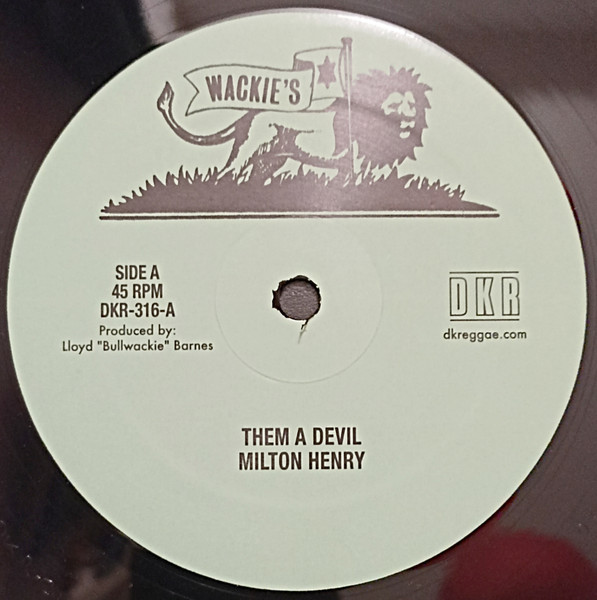 WACKIE'S
SIDE A
45 RPM
DKR-316-A
Produced by:
Lloyd "Bullwackie" Barnes
DKR
dkreggae.com
THEM A DEVIL
MILTON HENRY